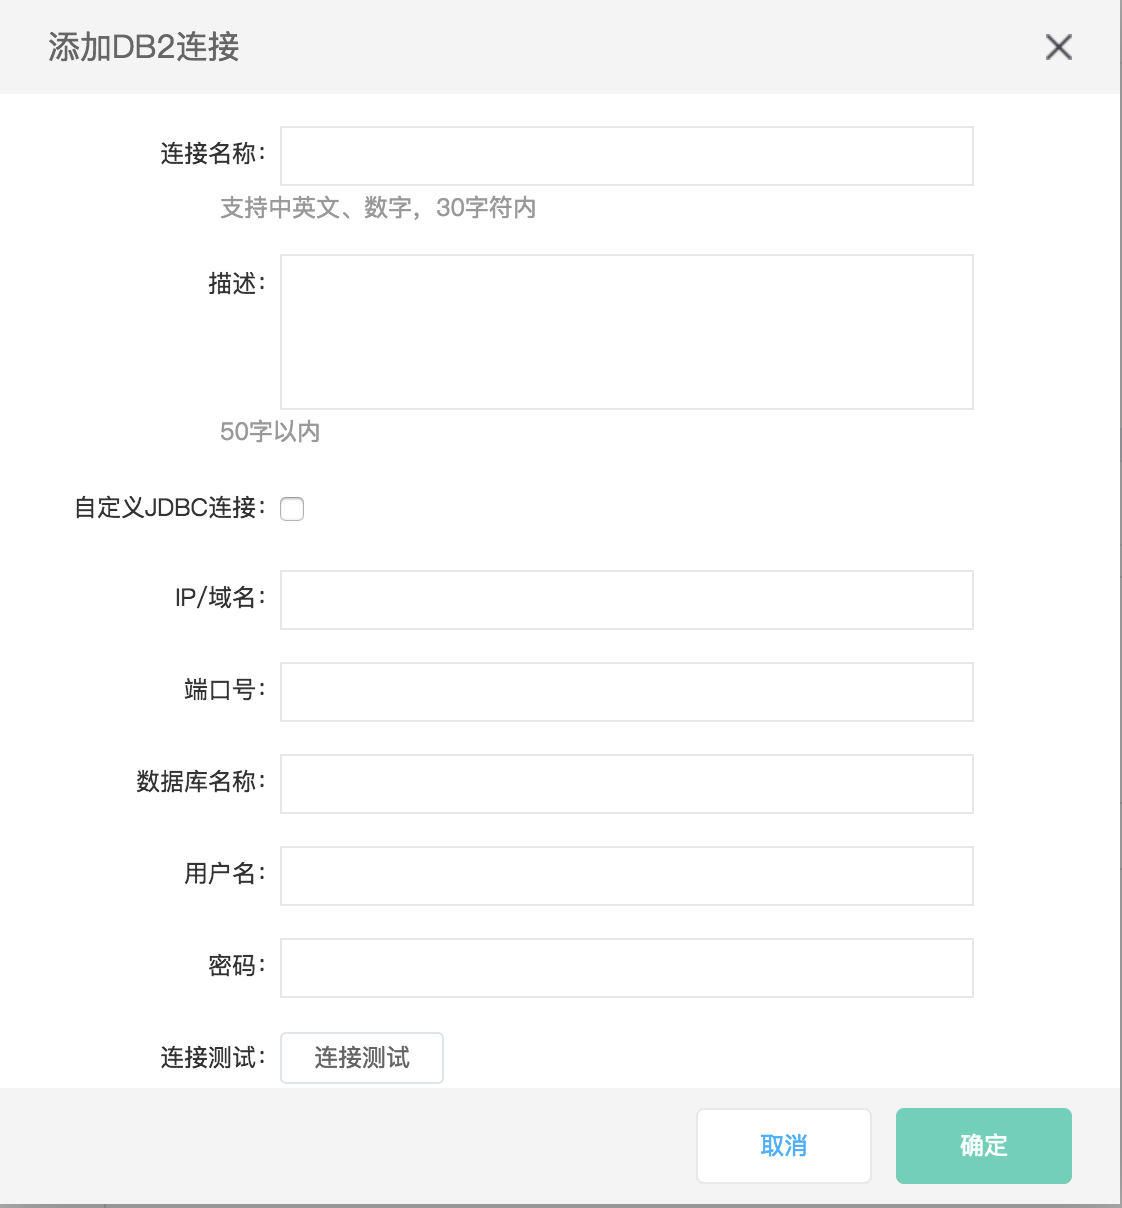 添加DB2连接
连接名称：
支持中英文、数字，30字符内
描述：
50字以内
自定义JDBC连接：
IP/域名：
端口号：
数据库名称：
用户名：
密码：
连接测试： 连接测试
取消 确定